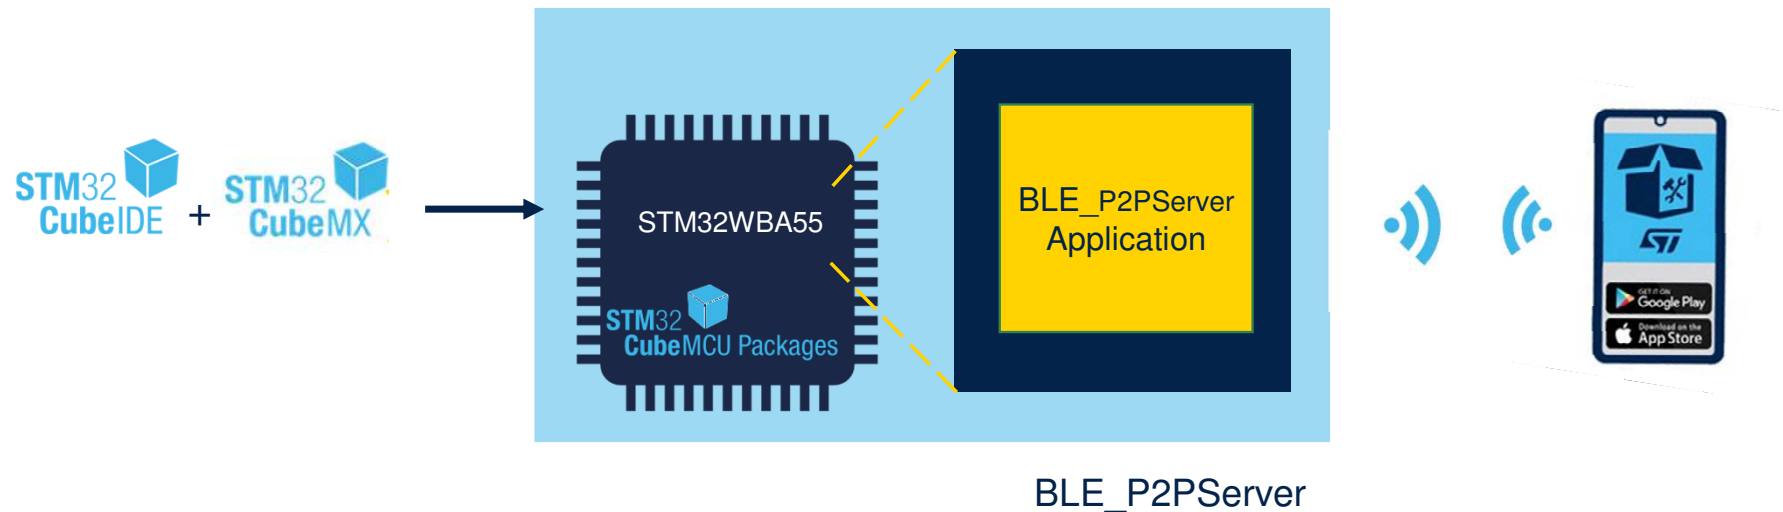 STM32
CubeIDE
+
STM32
CubeMX
STM32WBA55
STM32
CubeMCU Packages
BLE_P2PServer
Application
ST
GET IT ON
Google Play
Download on the
App Store
BLE_P2PServer